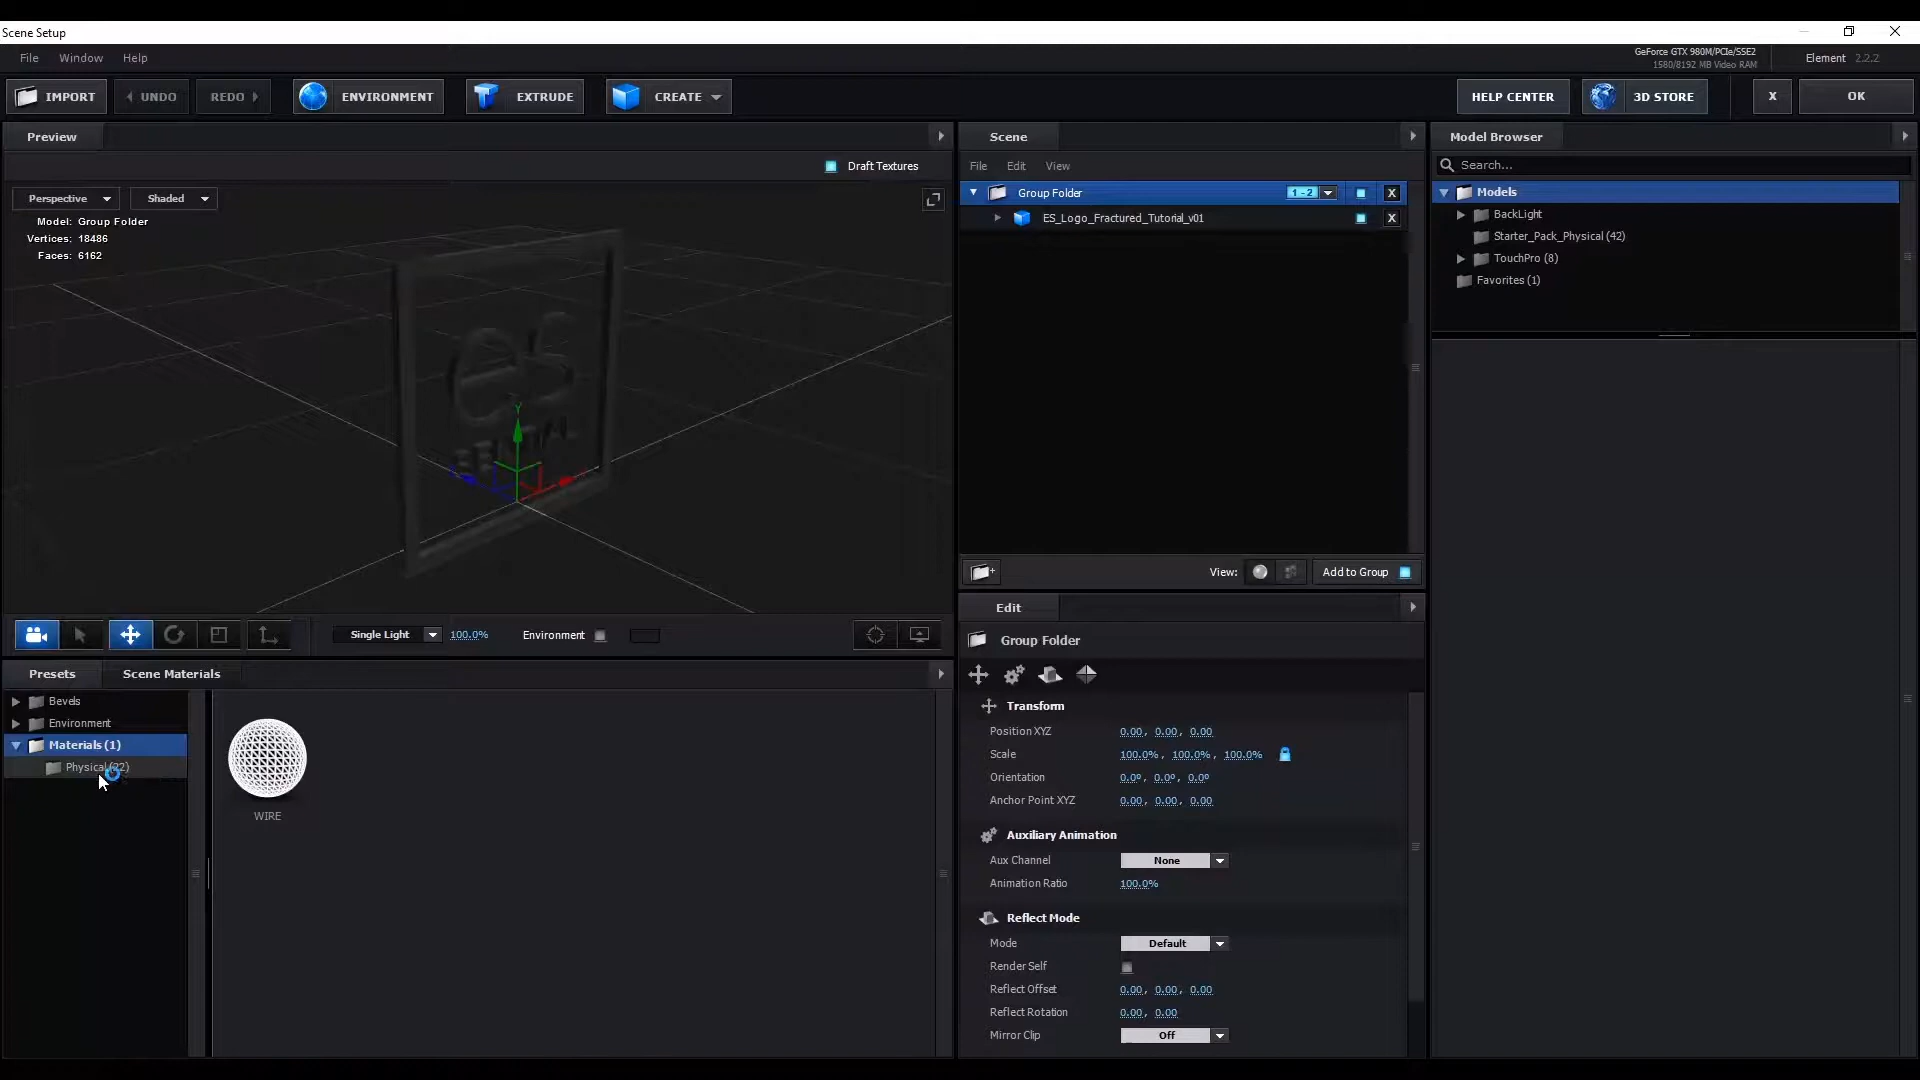 Scene Setup
File Window Help
GeForce GTX 980M/PCIe/SSE2
1580/8192 MB Video RAM
Element 2.2.2
IMPORT UNDO REDO ENVIRONMENT EXTRUDE CREATE HELP CENTER 3D STORE X OK
Preview
Draft Textures
Perspective Shaded
Model: Group Folder
Vertices: 18486
Faces: 6162
Y
Single Light 100.0% Environment
Presets Scene Materials
Bevels
Environment
Materials (1)
Physical (22)
WIRE
Scene
File Edit View
Group Folder 1 - 2 X
ES_Logo_Fractured_Tutorial_v01 X
View: Add to Group
Edit
Group Folder
Transform
Position XYZ 0.00, 0.00, 0.00
Scale 100.0%, 100.0%, 100.0%
Orientation 0.0º, 0.0º, 0.0º
Anchor Point XYZ 0.00, 0.00, 0.00
Auxiliary Animation
Aux Channel None
Animation Ratio 100.0%
Reflect Mode
Mode Default
Render Self
Reflect Offset 0.00, 0.00, 0.00
Reflect Rotation 0.00, 0.00
Mirror Clip Off
Model Browser
Search...
Models
BackLight
Starter_Pack_Physical (42)
TouchPro (8)
Favorites (1)